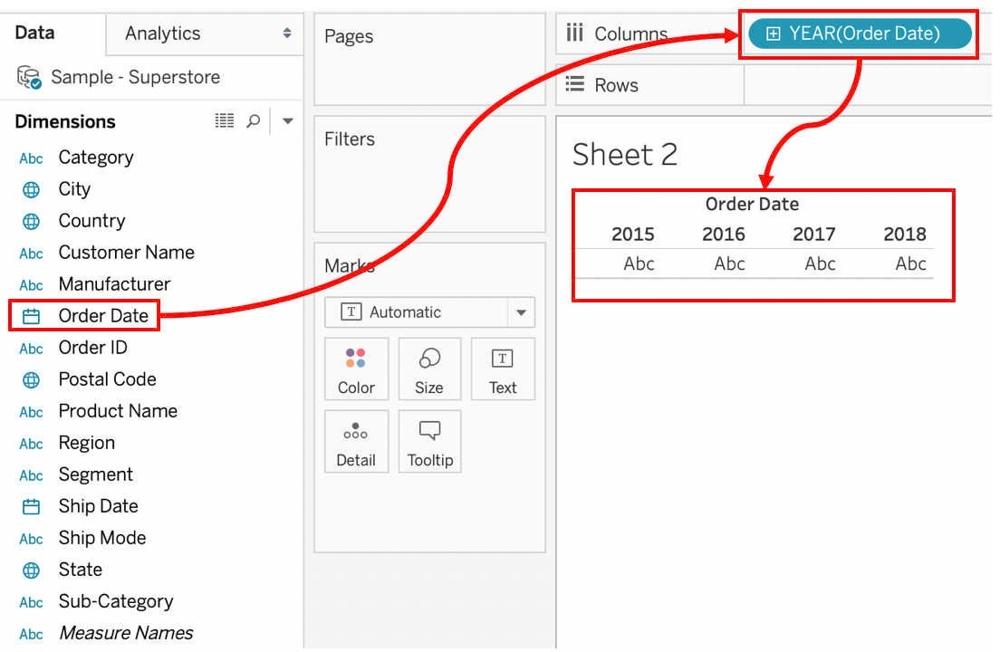 Data
Analytics
Sample - Superstore
Dimensions
Abc Category
City
Country
Abc Customer Name
Abc Manufacturer
Order Date
Abc Order ID
Postal Code
Abc Product Name
Abc Region
Abc Segment
Ship Date
Abc Ship Mode
State
Abc Sub-Category
Abc Measure Names
Pages
Filters
Marks
T Automatic
Color Size T Text
Detail Tooltip
Columns YEAR(Order Date)
Rows
Sheet 2
Order Date
2015 2016 2017 2018
Abc Abc Abc Abc